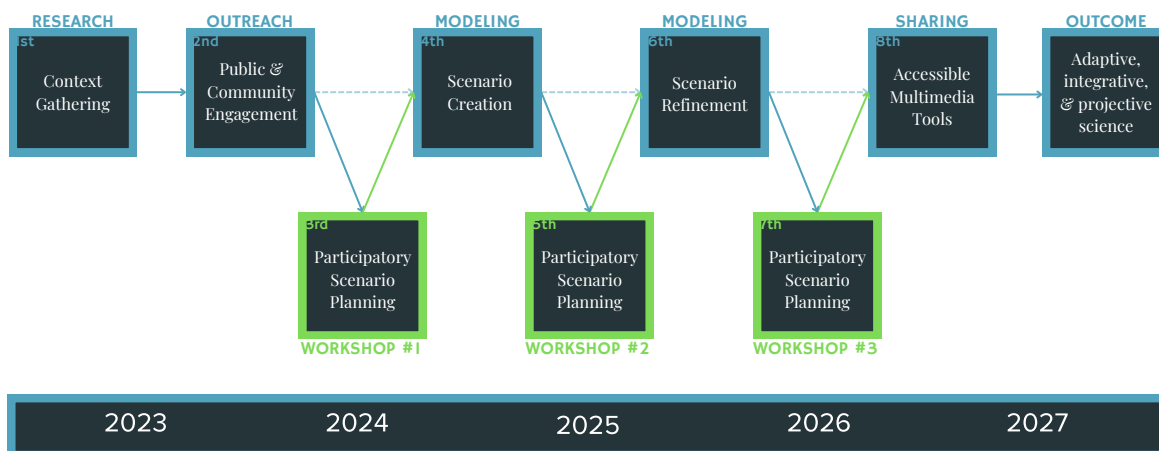 RESEARCH
1st
Context
Gathering
OUTREACH
2nd
Public &
Community
Engagement
3rd
Participatory
Scenario
Planning
WORKSHOP #1
MODELING
4th
Scenario
Creation
5th
Participatory
Scenario
Planning
WORKSHOP #2
MODELING
6th
Scenario
Refinement
7th
Participatory
Scenario
Planning
WORKSHOP #3
SHARING
8th
Accessible
Multimedia
Tools
OUTCOME
Adaptive,
integrative,
& projective
science
2023
2024
2025
2026
2027